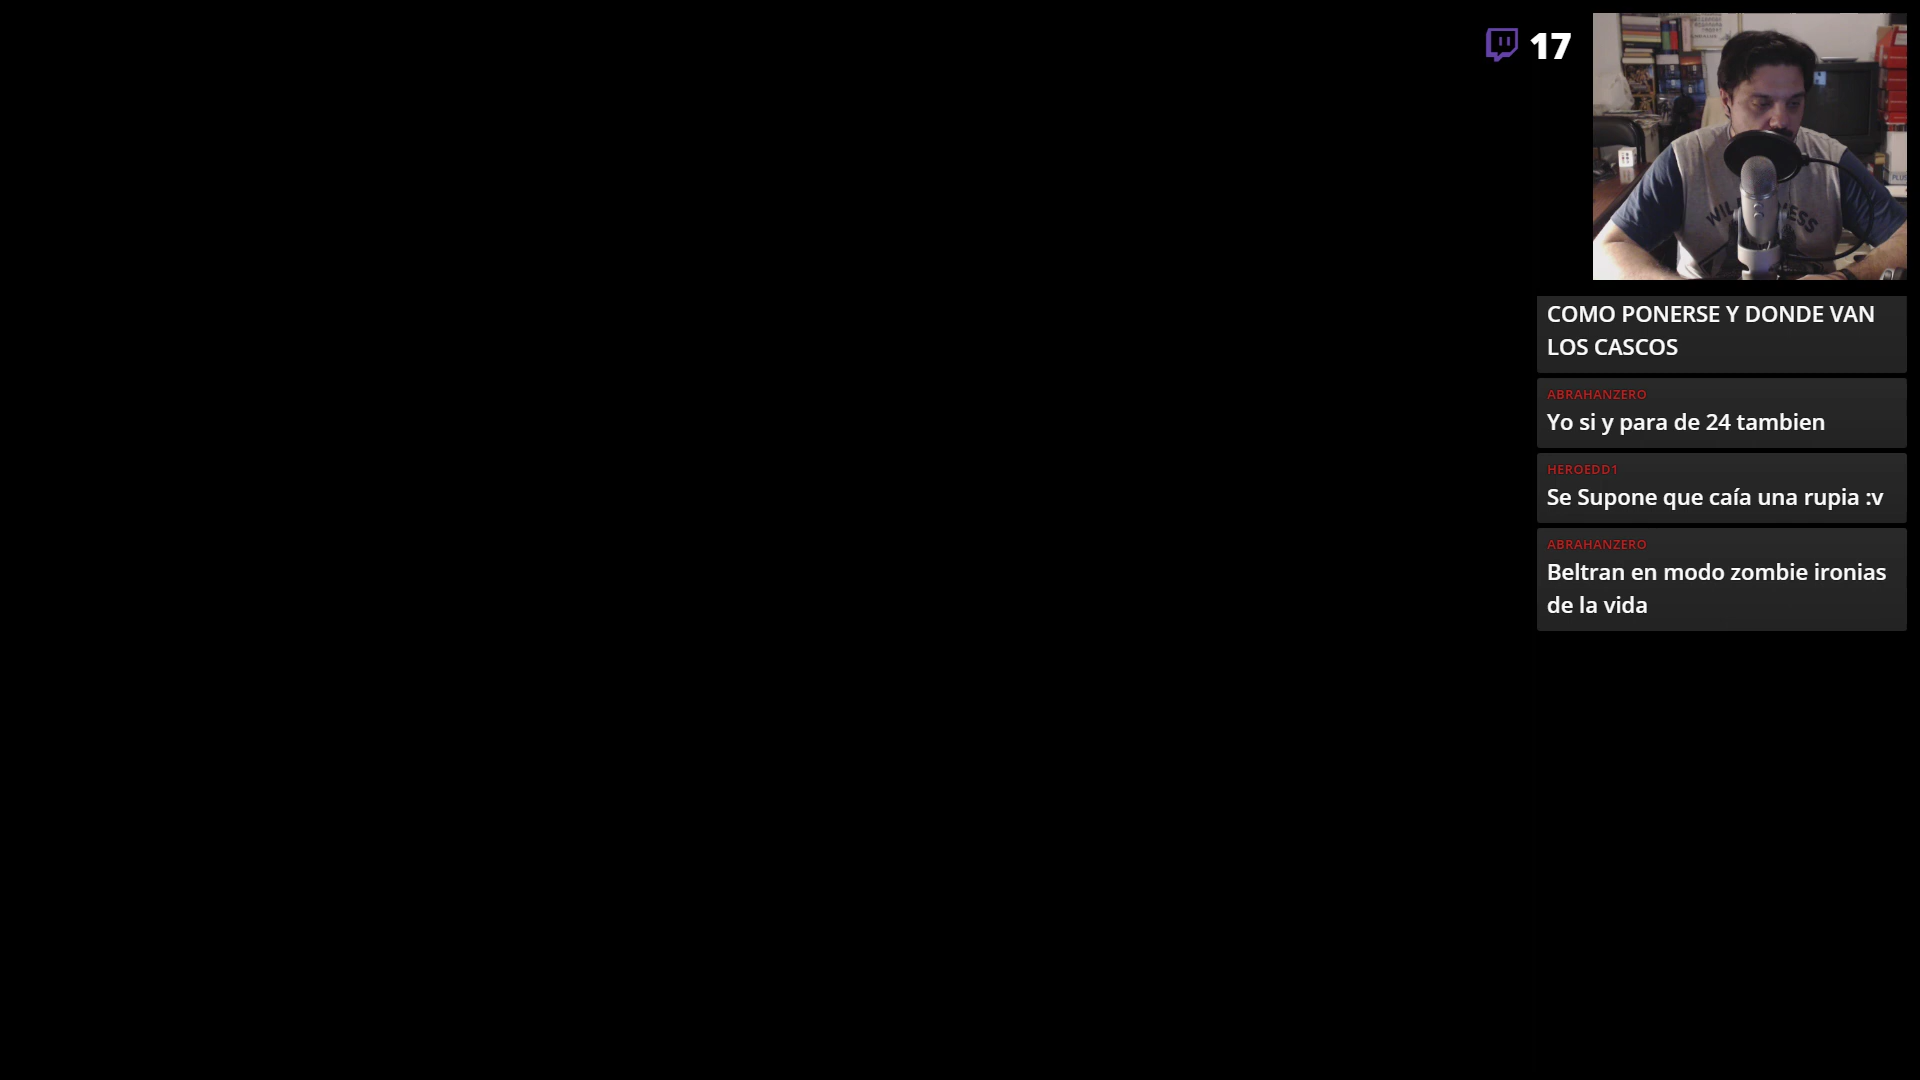 17
COMO PONERSE Y DONDE VAN
LOS CASCOS
ABRAHANZERO
Yo si y para de 24 tambien
HEROEDD1
Se Supone que caía una rupia :v
ABRAHANZERO
Beltran en modo zombie ironias
de la vida